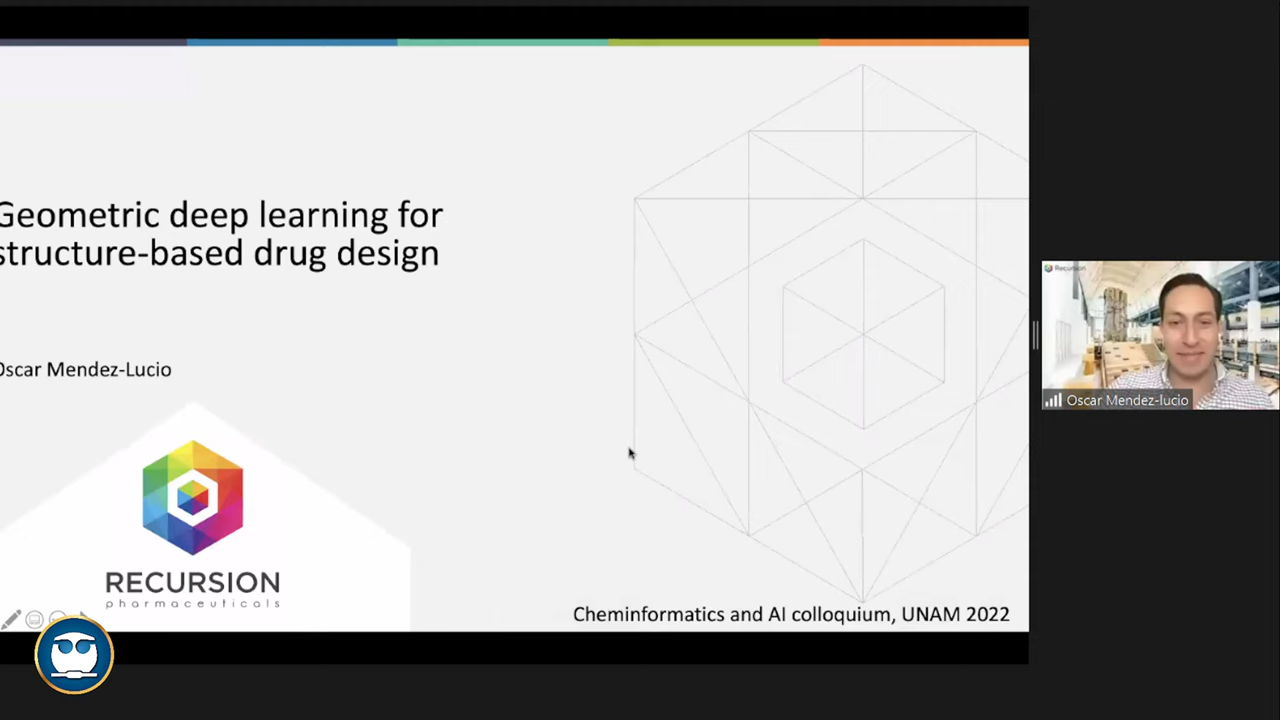 Geometric deep learning for
structure-based drug design
Oscar Mendez-Lucio
RECURSION
pharmaceuticals
Cheminformatics and AI colloquium, UNAM 2022
Recursion
Oscar Mendez-lucio